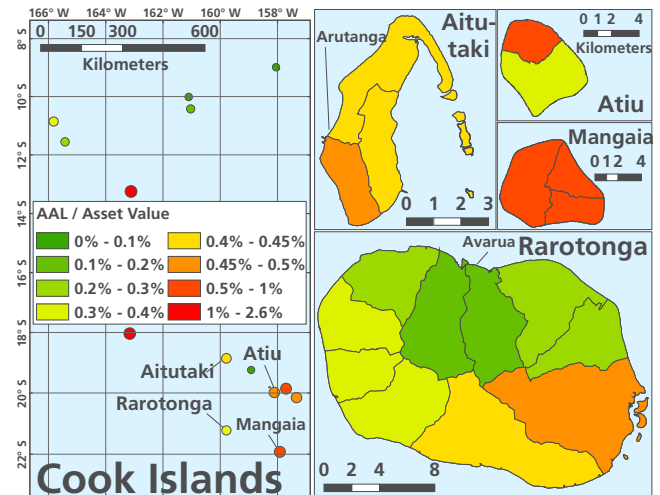 166°W 164°W 162°W 160°W 158°W
8°S
0 150 300 600
Kilometers
10°S
12°S
14°S
AAL / Asset Value
0% - 0.1%
0.1% - 0.2%
0.2% - 0.3%
0.3% - 0.4%
0.4% - 0.45%
0.45% - 0.5%
0.5% - 1%
1% - 2.6%
16°S
18°S
Aitutaki
Atiu
20°S
Rarotonga
Mangaia
22°S
Cook Islands
Aitu-
taki
Arutanga
0 1 2 3
0 1 2 4
Kilometers
Atiu
Mangaia
0 1 2 4
Avarua
Rarotonga
0 2 4 8